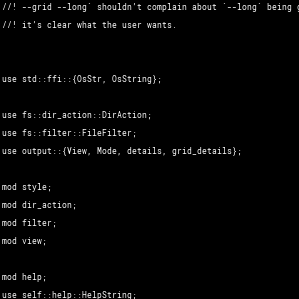 //! --grid --long` shouldn't complain about `--long` being
//! it's clear what the user wants.
use std::ffi::{OsStr, OsString};
use fs::dir_action::DirAction;
use fs::filter::FileFilter;
use output::{View, Mode, details, grid_details};
mod style;
mod dir_action;
mod filter;
mod view;
mod help;
use self::help::HelpString;